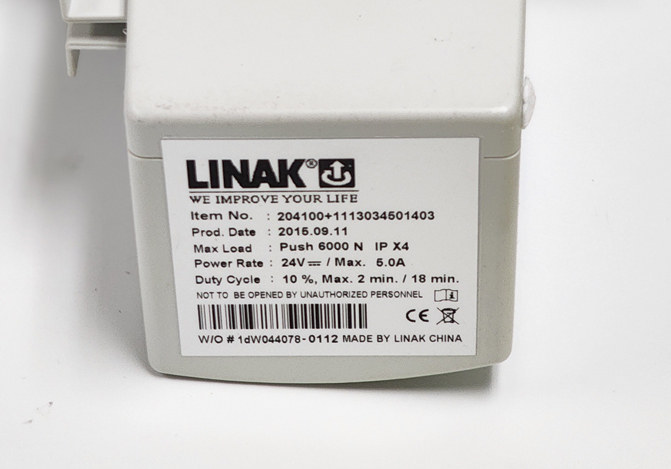 LINAK®
WE IMPROVE YOUR LIFE
Item No. : 204100+1113034501403
Prod. Date : 2015.09.11
Max Load : Push 6000 N IP X4
Power Rate : 24V⎓ / Max. 5.0A
Duty Cycle : 10 %, Max. 2 min. / 18 min.
NOT TO BE OPENED BY UNAUTHORIZED PERSONNEL
CE
W/O # 1dW044078-0112 MADE BY LINAK CHINA